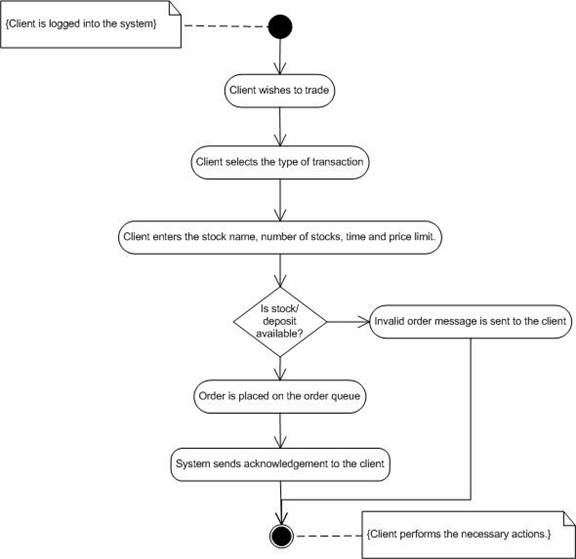 {Client is logged into the system}
Client wishes to trade
Client selects the type of transaction
Client enters the stock name, number of stocks, time and price limit.
Is stock/
deposit
available?
Invalid order message is sent to the client
Order is placed on the order queue
System sends acknowledgement to the client
{Client performs the necessary actions.}